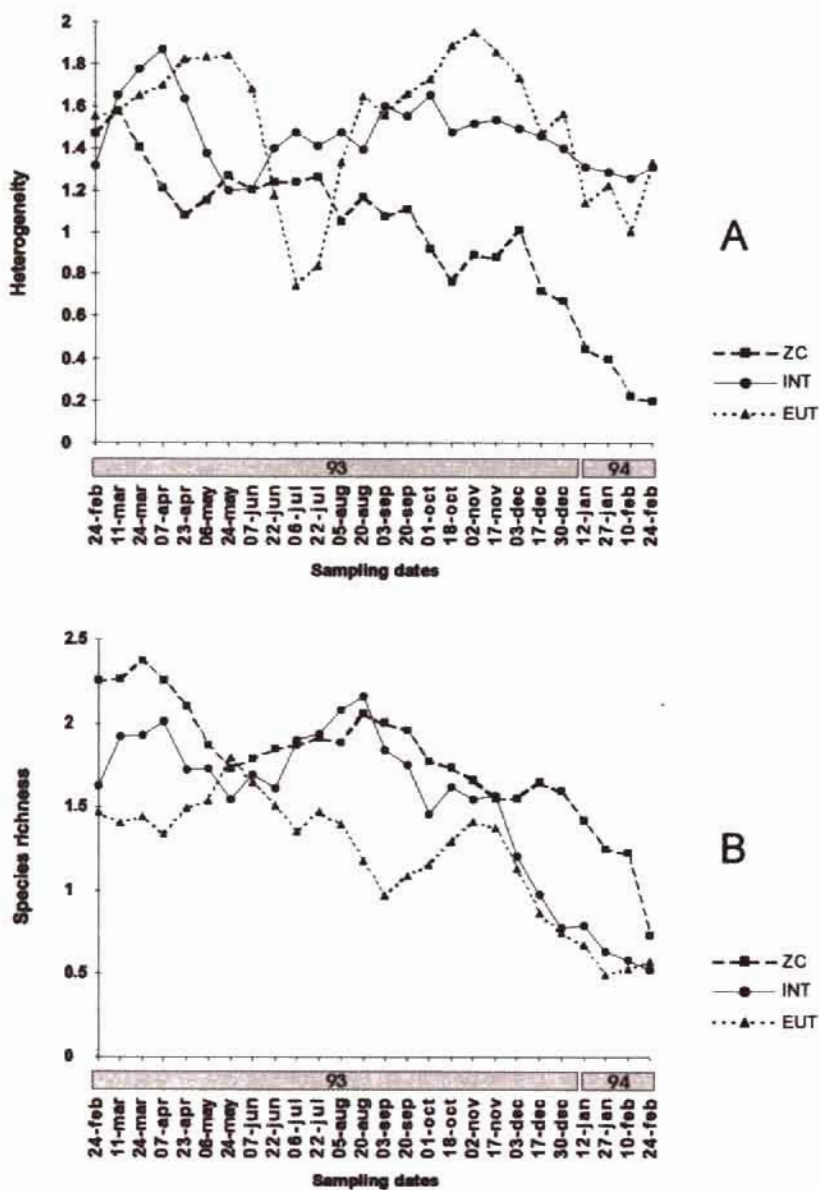 2
1.8
1.6
1.4
1.2
1
0.8
0.6
0.4
0.2
0
Heterogeneity
A
ZC
INT
EUT
93
94
24-feb
11-mar
24-mar
07-apr
23-apr
06-may
24-may
07-jun
22-jun
06-jul
22-jul
05-aug
20-aug
03-sep
20-sep
01-oct
18-oct
02-nov
17-nov
03-dec
17-dec
30-dec
12-jan
27-jan
10-feb
24-feb
Sampling dates
2.5
2
1.5
1
0.5
0
Species richness
B
ZC
INT
EUT
93
94
24-feb
11-mar
24-mar
07-apr
23-apr
06-may
24-may
07-jun
22-jun
06-jul
22-jul
05-aug
20-aug
03-sep
20-sep
01-oct
18-oct
02-nov
17-nov
03-dec
17-dec
30-dec
12-jan
27-jan
10-feb
24-feb
Sampling dates